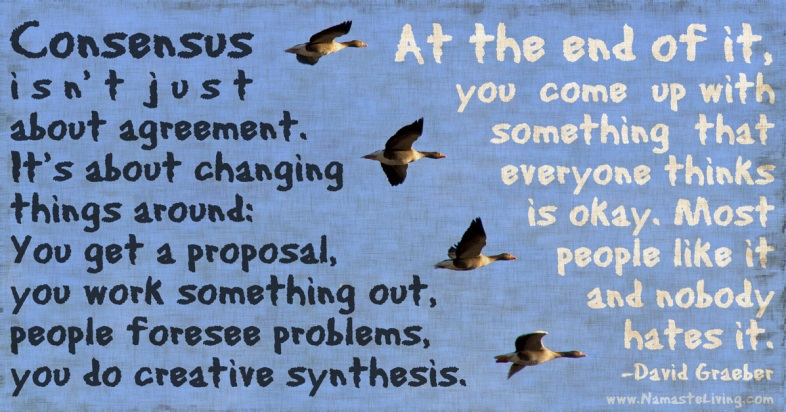 Consensus
isn't just
about agreement.
It's about changing
things around:
You get a proposal,
you work something out,
people foresee problems,
you do creative synthesis.
At the end of it,
you come up with
something that
everyone thinks
is okay. Most
people like it
and nobody
hates it.
-David Graeber
www.NamasteLiving.com